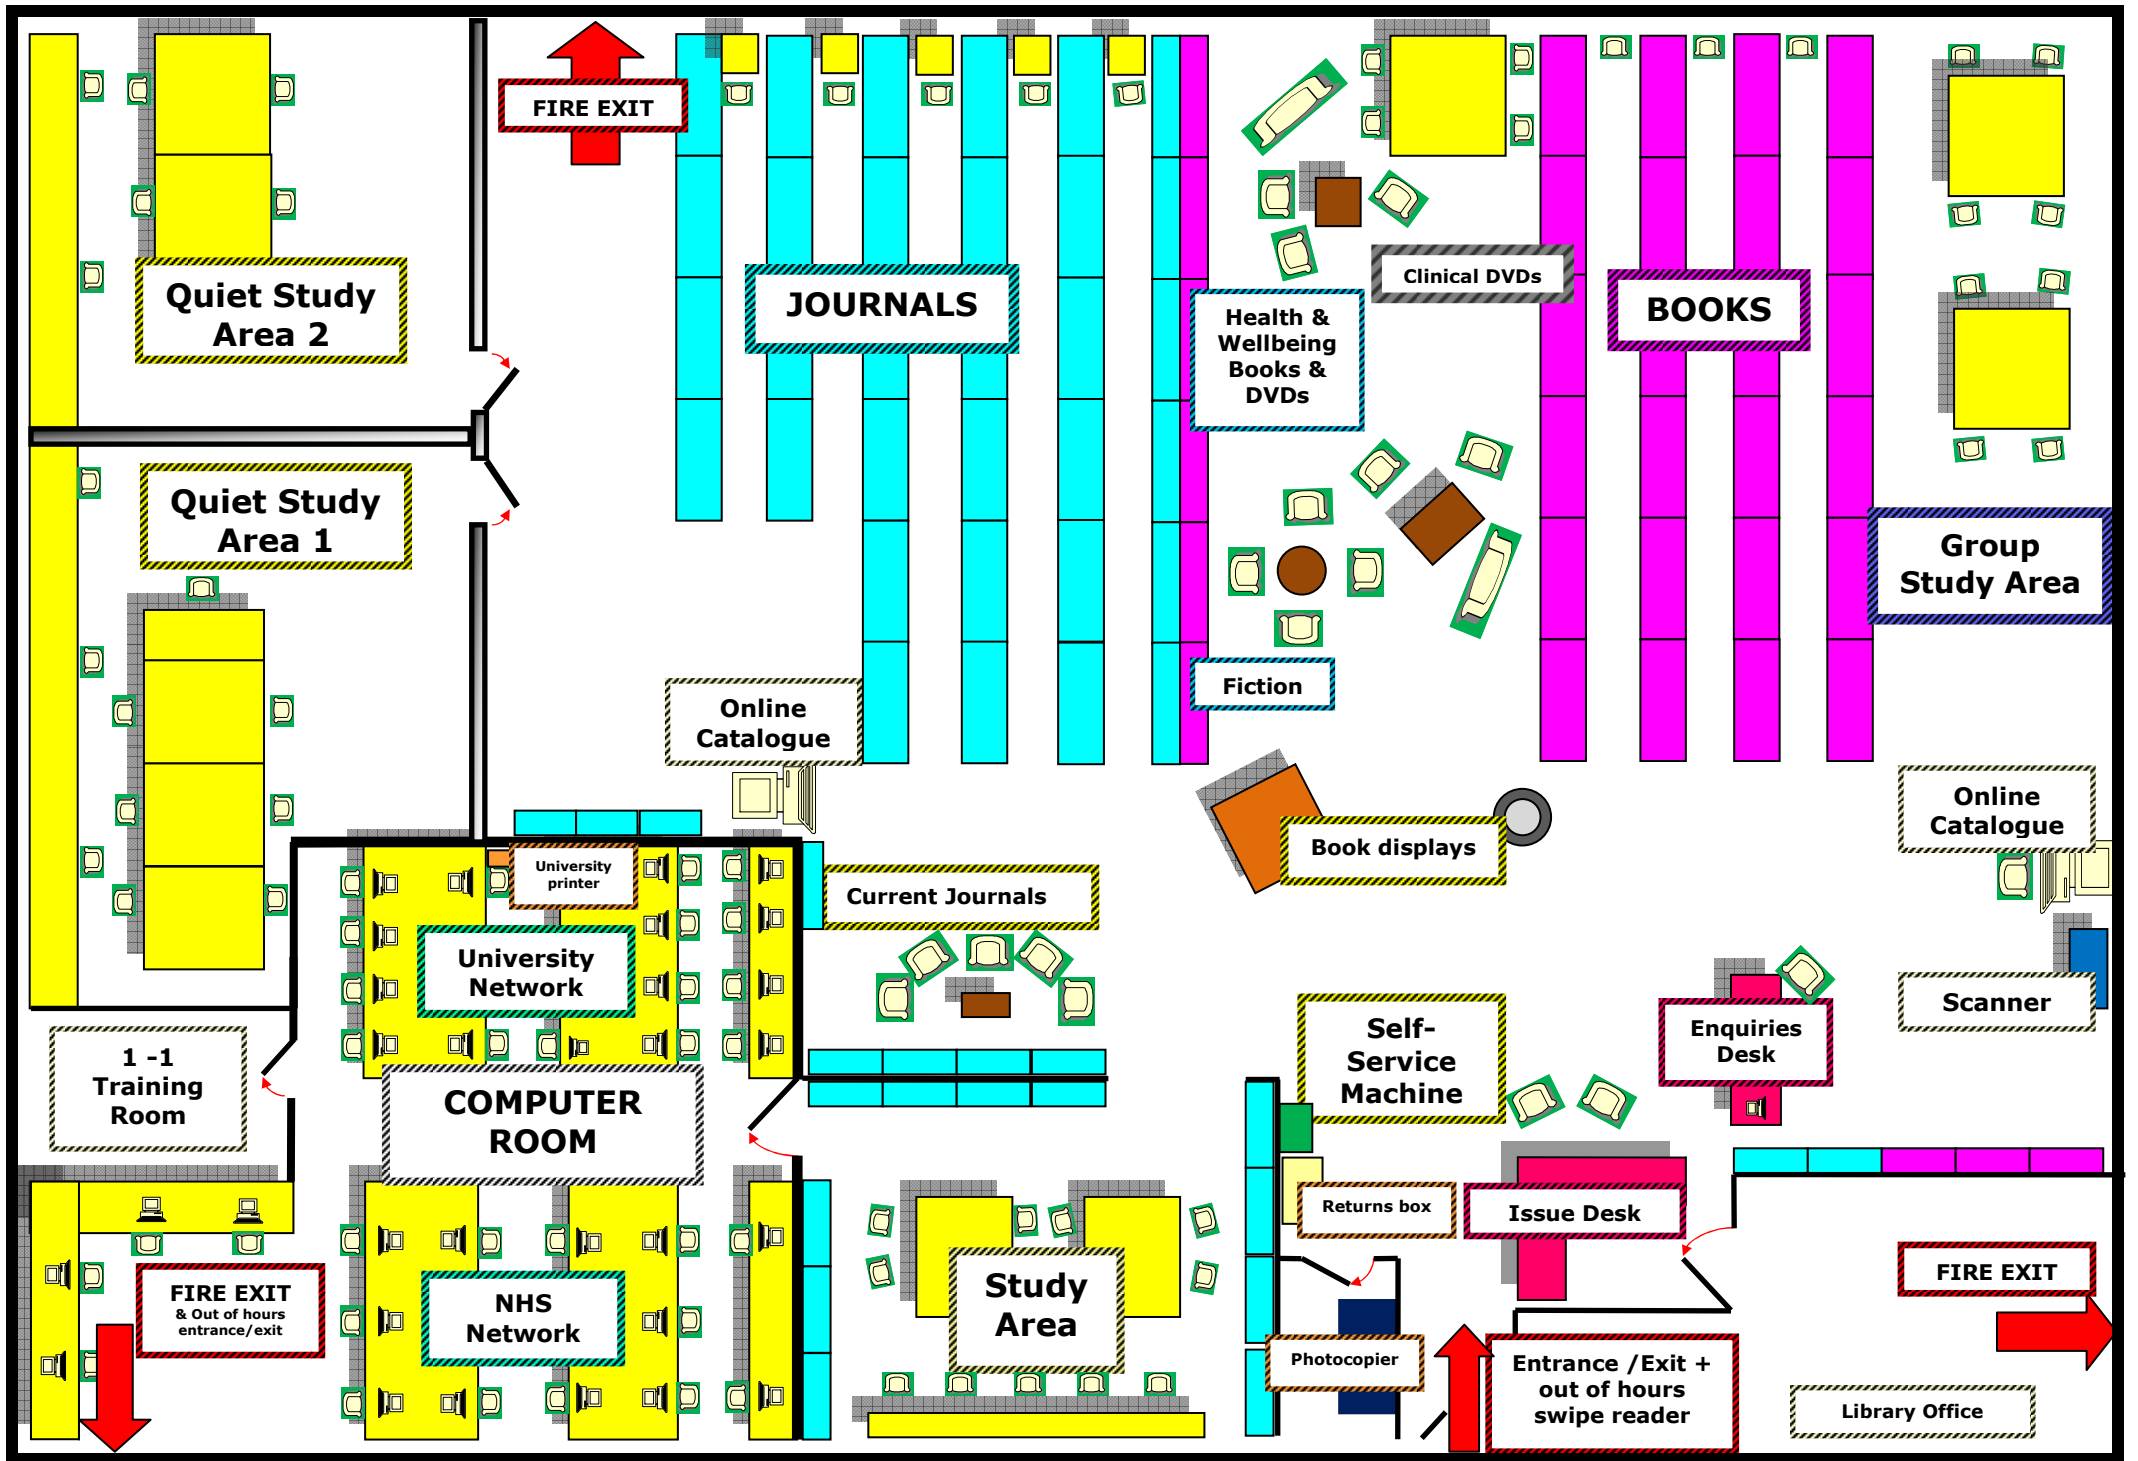 FIRE EXIT
Quiet Study
Area 2
JOURNALS
Clinical DVDs
BOOKS
Health &
Wellbeing
Books &
DVDs
Quiet Study
Area 1
Group
Study Area
Fiction
Online
Catalogue
Online
Catalogue
Book displays
University
printer
Current Journals
University
Network
Scanner
Self-
Service
Machine
Enquiries
Desk
1 -1
Training
Room
COMPUTER
ROOM
Returns box
Issue Desk
FIRE EXIT
& Out of hours
entrance/exit
NHS
Network
Study
Area
FIRE EXIT
Photocopier
Entrance /Exit +
out of hours
swipe reader
Library Office